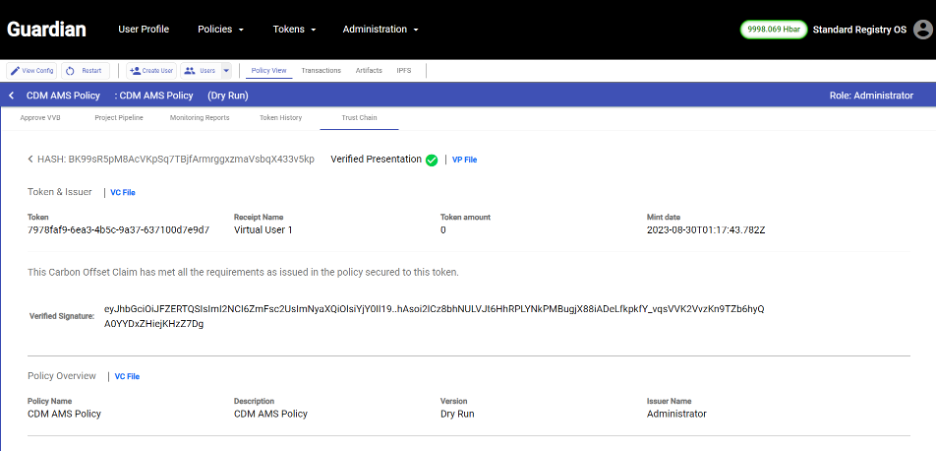 Guardian User Profile Policies Tokens Administration 9998.069 Hbar Standard Registry OS
View Config Restart Create User Users Policy View Transactions Artifacts IPFS
CDM AMS Policy : CDM AMS Policy (Dry Run) Role: Administrator
Approve VVB Project Pipeline Monitoring Reports Token History Trust Chain
HASH: BK99sR5pM8AcVKpSq7TBjfArmrggxzmaVsbqX433v5kp Verified Presentation | VP File
Token & Issuer | VC File
Token Receipt Name Token amount Mint date
7978faf9-6ea3-4b5c-9a37-637100d7e9d7 Virtual User 1 0 2023-08-30T01:17:43.782Z
This Carbon Offset Claim has met all the requirements as issued in the policy secured to this token.
Verified Signature: eyJhbGciOiJFZERTQSIsImI2NCI6ZmFsc2UsImNyaXQiOlsiYjY0Il19..hAsoi2lCz8bhNULVJt6HhRPLYNkPMBugjX88iADeLfkpkfY_vqsVVK2VvzKn9TZb6hyQ
A0YYDxZHiejKHzZ7Dg
Policy Overview | VC File
Policy Name Description Version Issuer Name
CDM AMS Policy CDM AMS Policy Dry Run Administrator